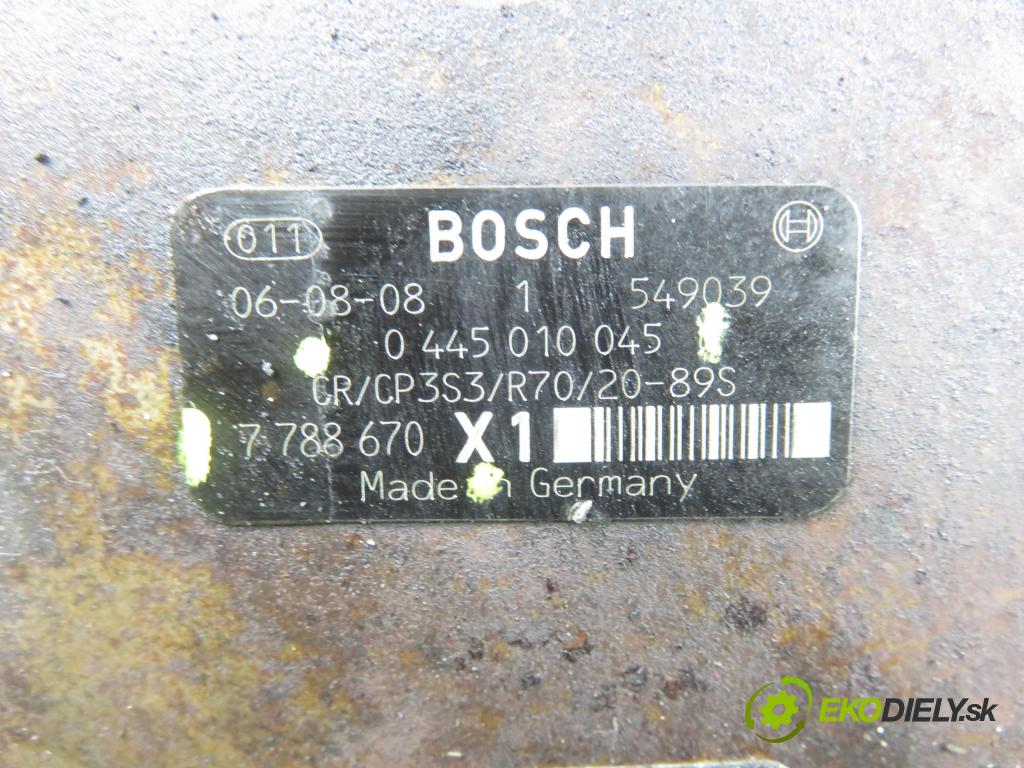 011 BOSCH H
06-08-08 1 549039
0 445 010 045
CR/CP3S3/R70/20-89S
7 788 670 X1
Made in Germany
EKODIELY.sk